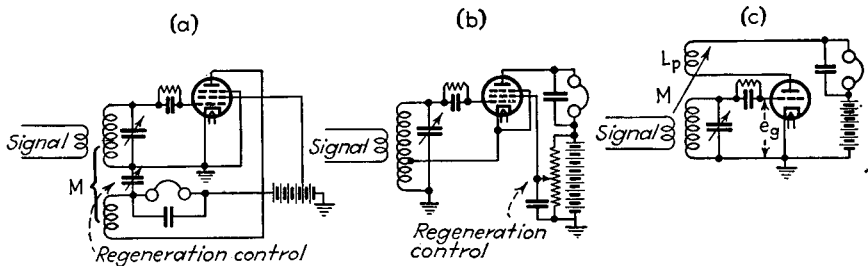 (a)
Signal
M
Regeneration control
(b)
Signal
Regeneration
control
(c)
Lp
M
Signal
eg